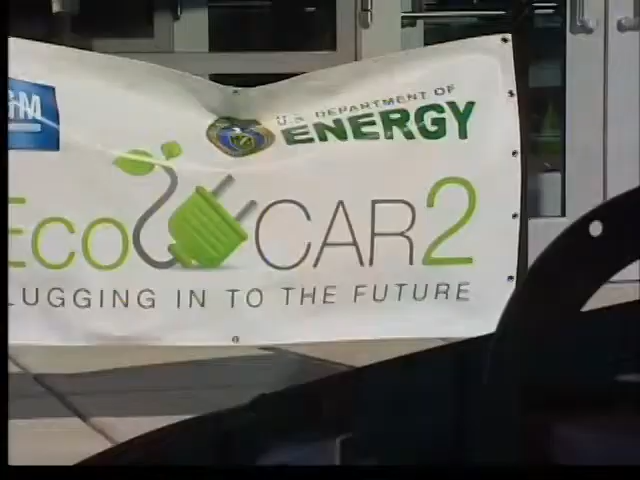 GM
U.S. DEPARTMENT OF
ENERGY
ECOCAR2
LUGGING IN TO THE FUTURE